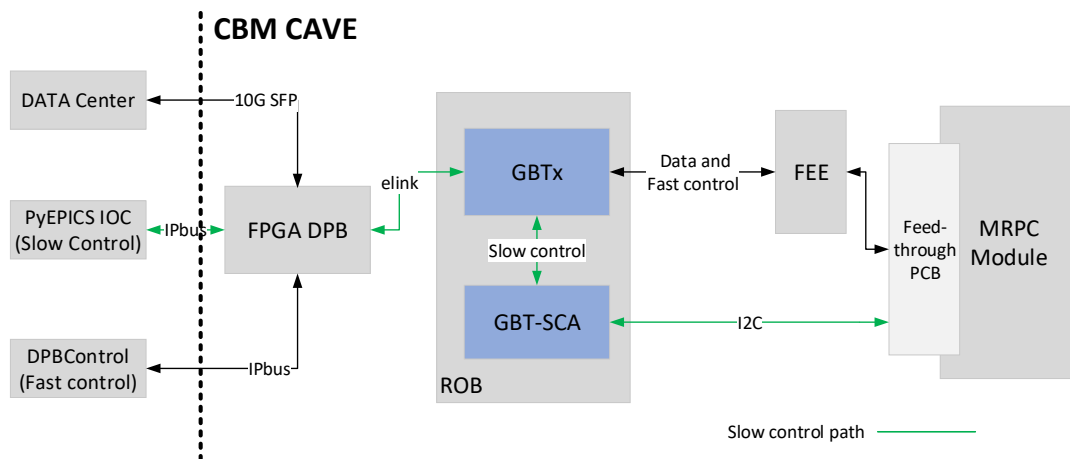 CBM CAVE
DATA Center
10G SFP
PyEPICS IOC
(Slow Control)
IPbus
FPGA DPB
elink
DPBControl
(Fast control)
IPbus
GBTx
Slow control
GBT-SCA
ROB
Data and
Fast control
FEE
I2C
Feed-
through
PCB
MRPC
Module
Slow control path